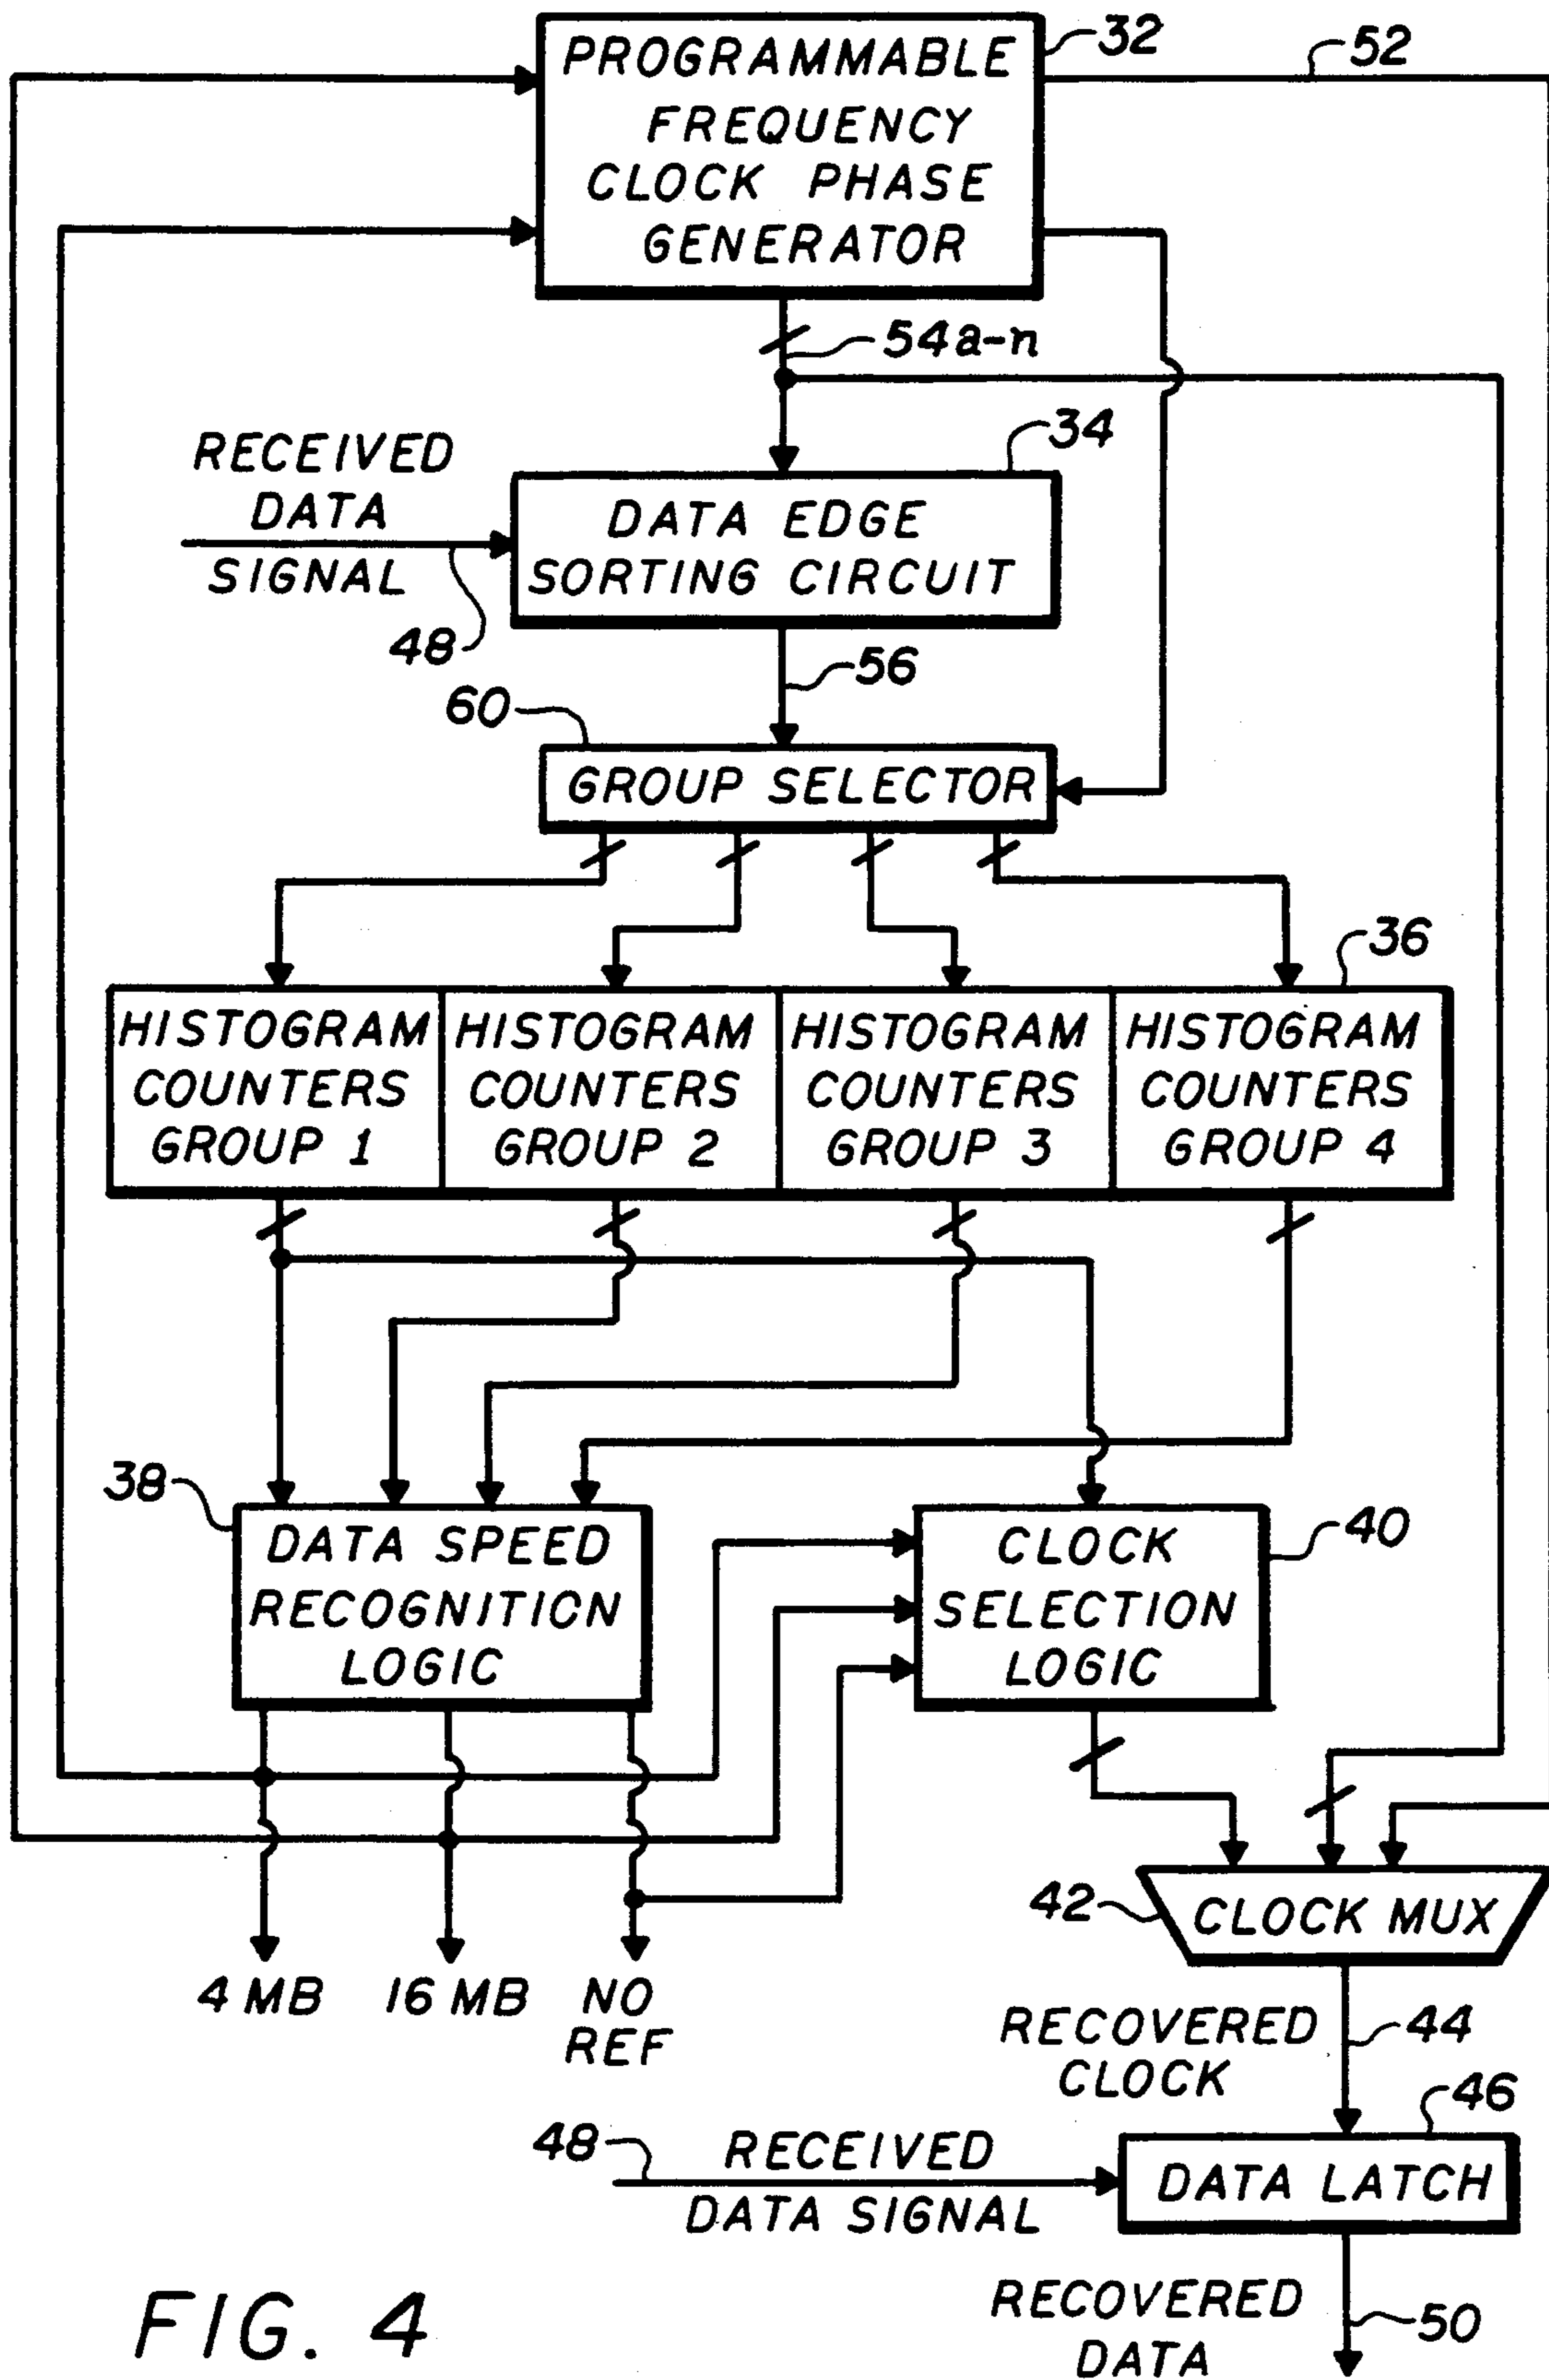 PROGRAMMABLE
FREQUENCY
CLOCK PHASE
GENERATOR
32
52
54a-n
RECEIVED
DATA
SIGNAL
48
DATA EDGE
SORTING CIRCUIT
34
56
60
GROUP SELECTOR
36
HISTOGRAM
COUNTERS
GROUP 1
HISTOGRAM
COUNTERS
GROUP 2
HISTOGRAM
COUNTERS
GROUP 3
HISTOGRAM
COUNTERS
GROUP 4
38
DATA SPEED
RECOGNITION
LOGIC
CLOCK
SELECTION
LOGIC
40
4 MB
16 MB
NO
REF
42
CLOCK MUX
RECOVERED
CLOCK
44
46
48
RECEIVED
DATA SIGNAL
DATA LATCH
RECOVERED
DATA
50
FIG. 4